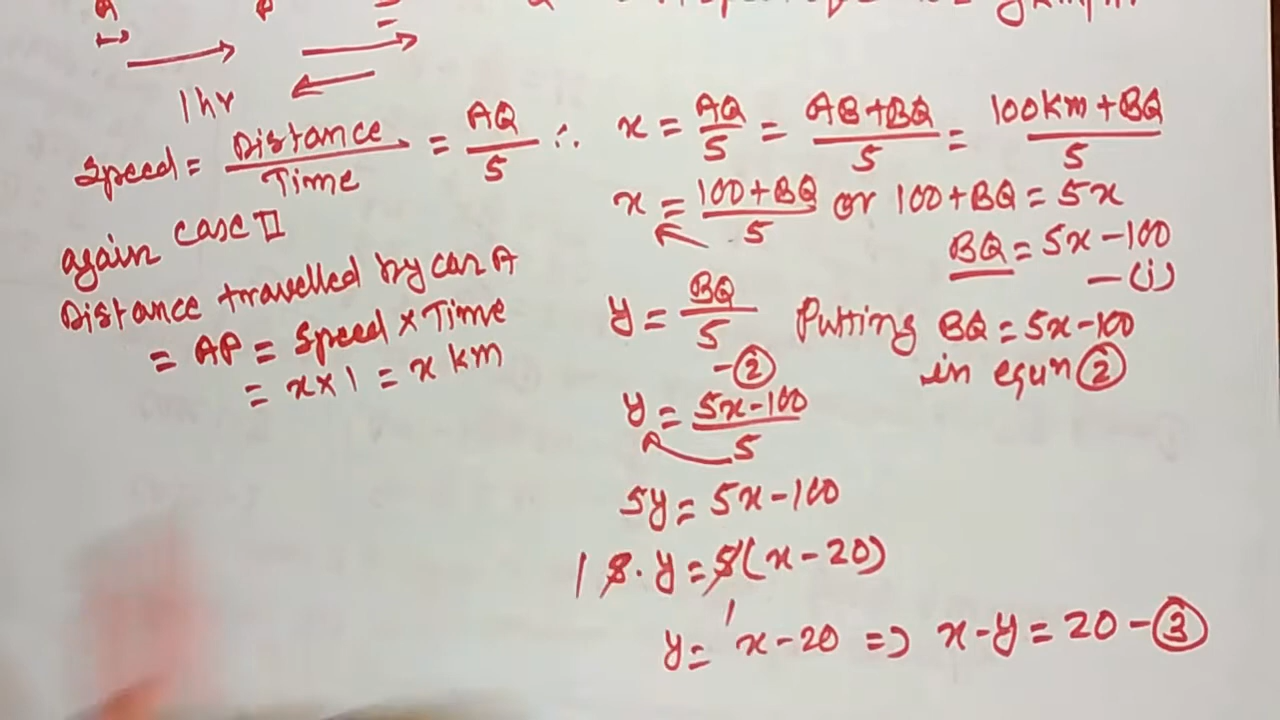 1hr
Speed = Distance/Time = AQ/5 ∴
again case II
Distance travelled by car A
= AP = Speed × Time
= x × 1 = x km
x = AQ/5 = AB+BQ/5 = 100km+BQ/5
x = 100+BQ/5 or 100+BQ = 5x
BQ = 5x-100
-(i)
y = BQ/5 Putting BQ = 5x-100
-② in equn ②
y = 5x-100/5
5y = 5x-100
1 5.y = 5(x-20)
1
y = x-20 => x-y = 20 -③